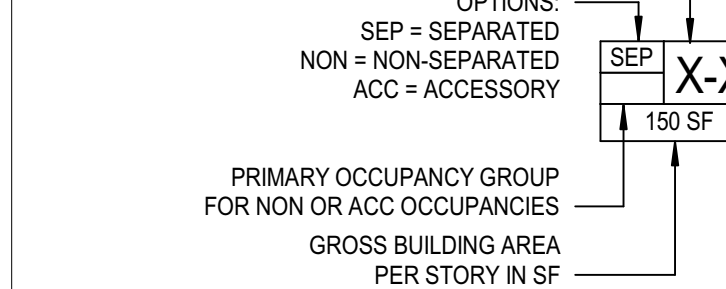 OPTIONS:
SEP = SEPARATED
NON = NON-SEPARATED
ACC = ACCESSORY
SEP
150 SF
PRIMARY OCCUPANCY GROUP
FOR NON OR ACC OCCUPANCIES
GROSS BUILDING AREA
PER STORY IN SF